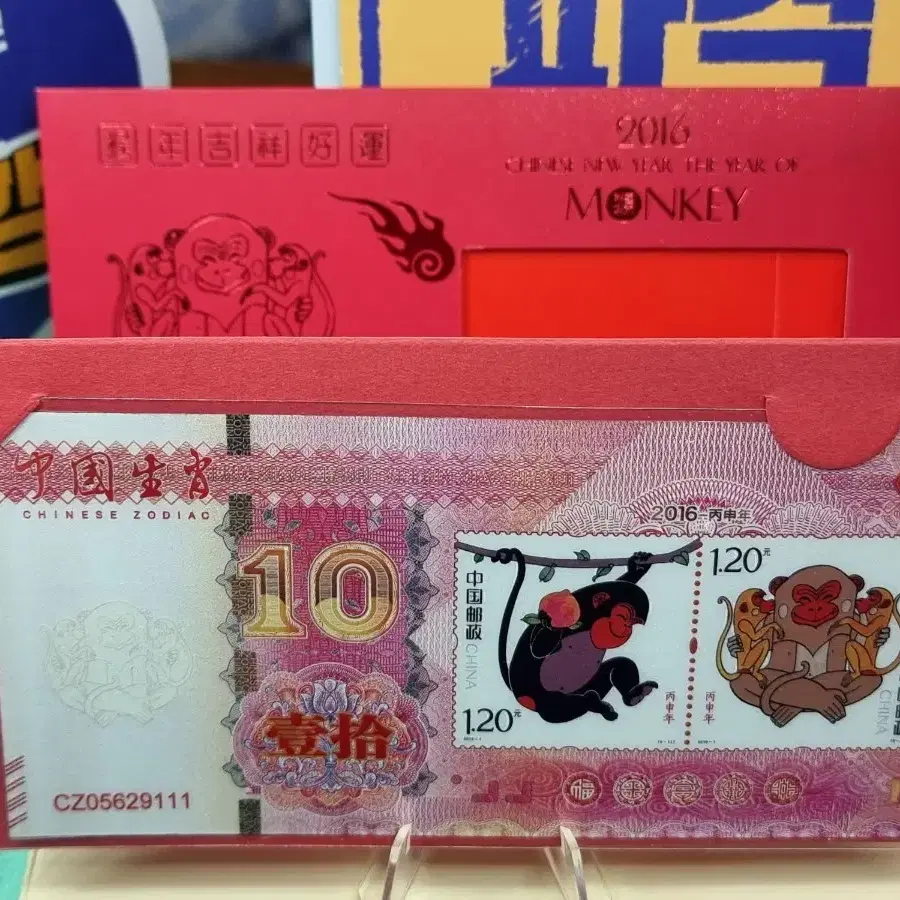 猴年吉祥好運
2016
CHINESE NEW YEAR THE YEAR OF
MONKEY
中国生肖
CHINESE ZODIAC
10
壹拾
CZ05629111
2016-丙申年
中国邮政
CHINA
1.20元
丙申年
1.20元
丙申年
CHINA